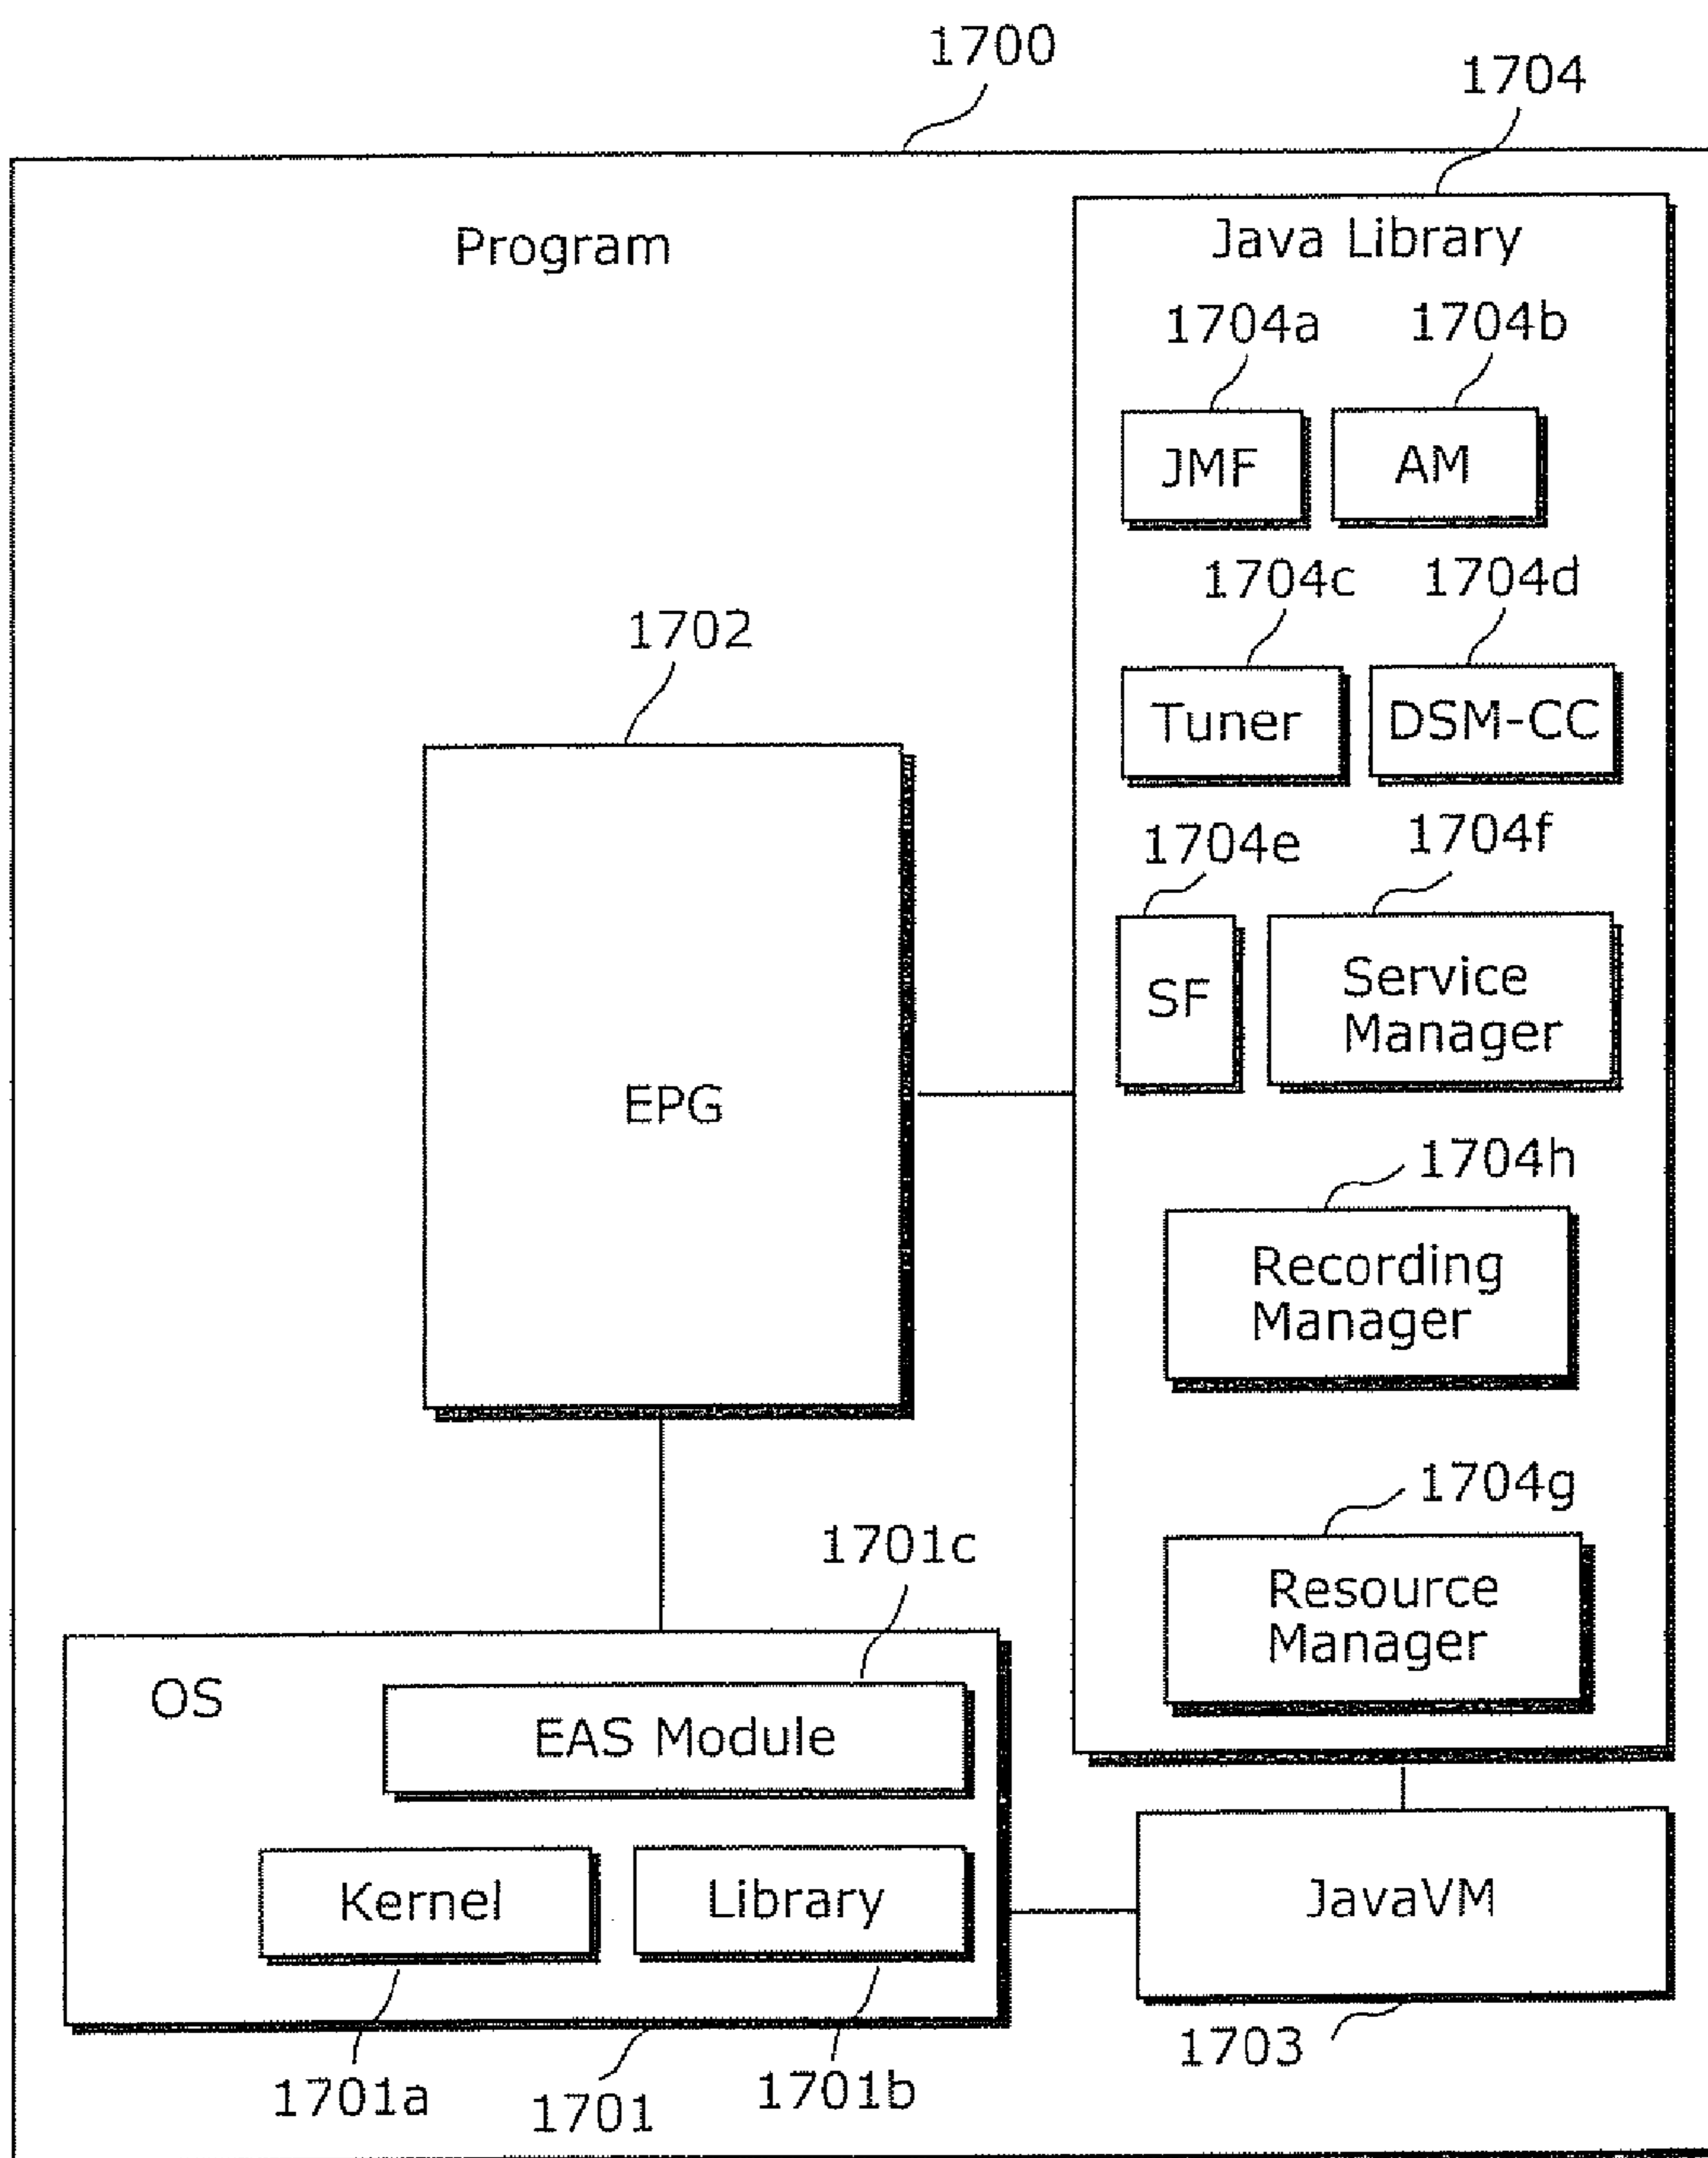 1700
1704
Program
Java Library
1704a
1704b
JMF
AM
1704c
1704d
Tuner
DSM-CC
1702
1704e
1704f
SF
Service
Manager
EPG
1704h
Recording
Manager
1704g
Resource
Manager
1701c
OS
EAS Module
Kernel
Library
JavaVM
1701a
1701
1701b
1703